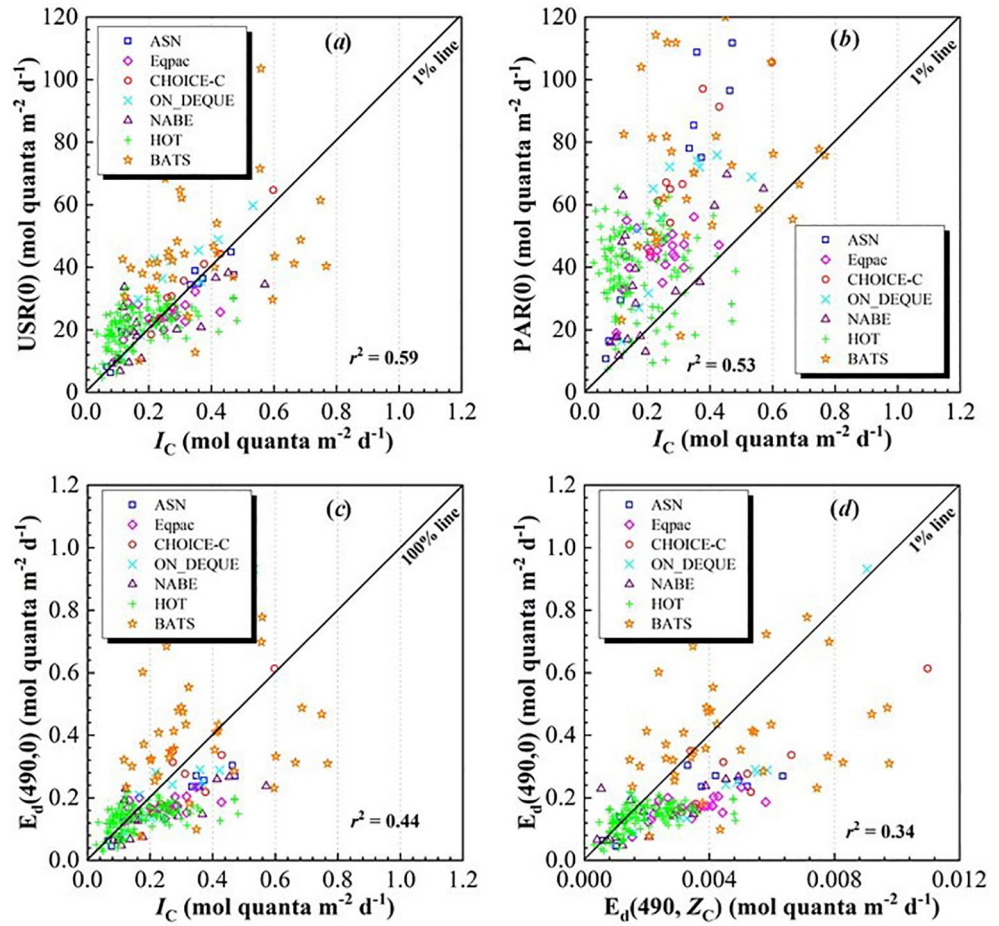 (a)
1% line
ASN
Eqpac
CHOICE-C
ON_DEQUE
NABE
HOT
BATS
r² = 0.59
USR(0) (mol quanta m⁻² d⁻¹)
120
100
80
60
40
20
0
0.0 0.2 0.4 0.6 0.8 1.0 1.2
I_C (mol quanta m⁻² d⁻¹)
(b)
1% line
ASN
Eqpac
CHOICE-C
ON_DEQUE
NABE
HOT
BATS
r² = 0.53
PAR(0) (mol quanta m⁻² d⁻¹)
120
100
80
60
40
20
0
0.0 0.2 0.4 0.6 0.8 1.0 1.2
I_C (mol quanta m⁻² d⁻¹)
(c)
100% line
ASN
Eqpac
CHOICE-C
ON_DEQUE
NABE
HOT
BATS
r² = 0.44
E_d(490,0) (mol quanta m⁻² d⁻¹)
1.2
1.0
0.8
0.6
0.4
0.2
0.0
0.0 0.2 0.4 0.6 0.8 1.0 1.2
I_C (mol quanta m⁻² d⁻¹)
(d)
1% line
ASN
Eqpac
CHOICE-C
ON_DEQUE
NABE
HOT
BATS
r² = 0.34
E_d(490,0) (mol quanta m⁻² d⁻¹)
1.2
1.0
0.8
0.6
0.4
0.2
0.0
0.000 0.004 0.008 0.012
E_d(490, Z_C) (mol quanta m⁻² d⁻¹)